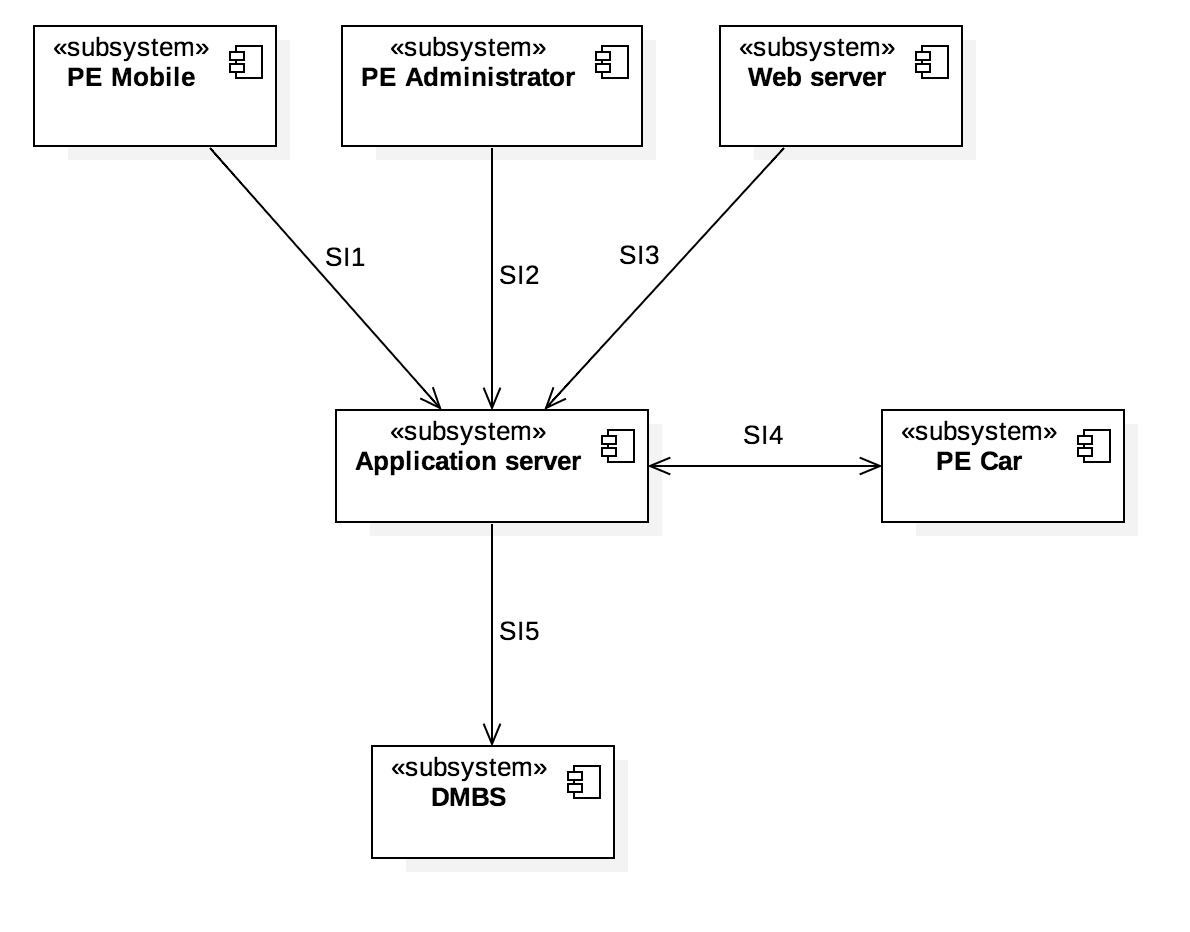 «subsystem»
PE Mobile
«subsystem»
PE Administrator
«subsystem»
Web server
SI1
SI2
SI3
«subsystem»
Application server
SI4
«subsystem»
PE Car
SI5
«subsystem»
DMBS